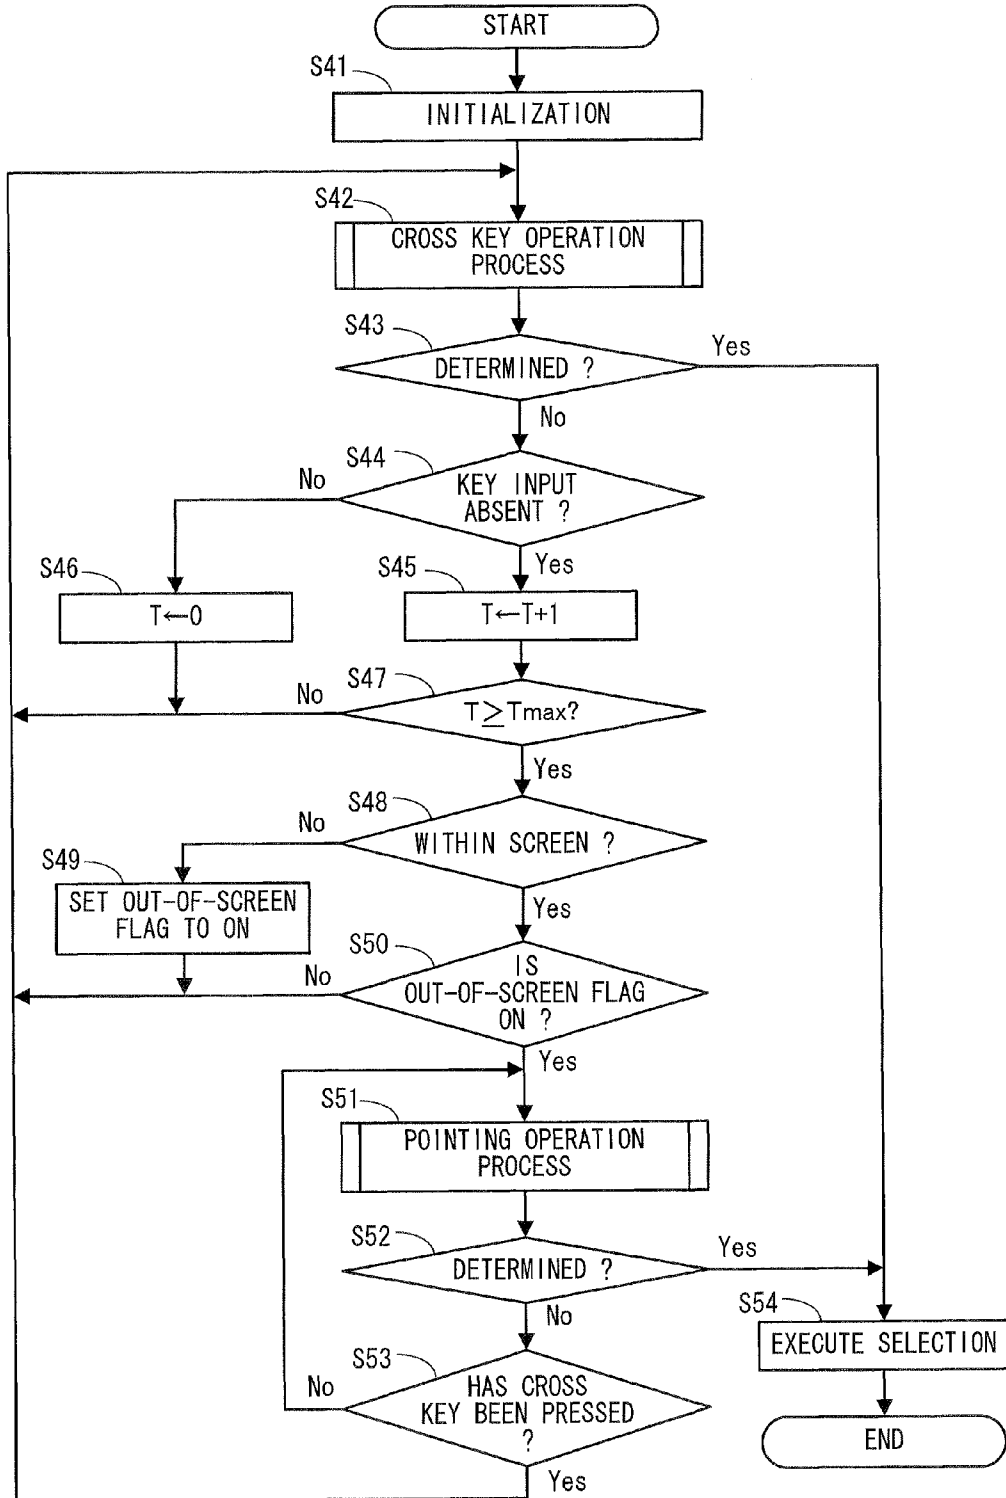 START
S41
INITIALIZATION
S42
CROSS KEY OPERATION
PROCESS
S43
DETERMINED ?
Yes
No
S44
KEY INPUT
ABSENT ?
No
Yes
S46
T←0
S45
T←T+1
S47
T≥Tmax?
No
Yes
S48
WITHIN SCREEN ?
No
Yes
S49
SET OUT-OF-SCREEN
FLAG TO ON
S50
IS
OUT-OF-SCREEN FLAG
ON ?
No
Yes
S51
POINTING OPERATION
PROCESS
S52
DETERMINED ?
Yes
No
S53
HAS CROSS
KEY BEEN PRESSED
?
No
Yes
S54
EXECUTE SELECTION
END